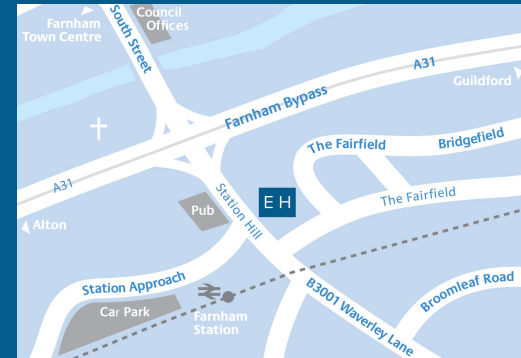 Farnham
Town Centre
South Street
Council
Offices
A31
Guildford
Farnham Bypass
The Fairfield
Bridgefield
A31
Alton
Pub
Station Hill
E H
The Fairfield
Station Approach
Car Park
Farnham
Station
B3001 Waverley Lane
Broomleaf Road